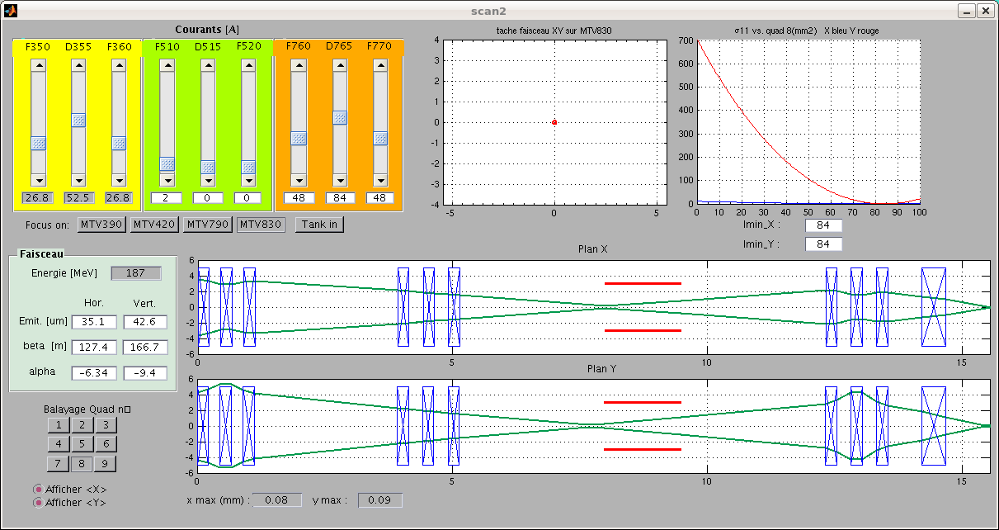 scan2
Courants [A]
F350 D355 F360 F510 D515 F520 F760 D765 F770
26.8 52.5 26.8 2 0 0 48 84 48
Focus on: MTV390 MTV420 MTV790 MTV830 Tank in
tache faisceau XY sur MTV830
4
3
2
1
0
-1
-2
-3
-4
-5 0 5
σ11 vs. quad 8(mm2) X bleu Y rouge
700
600
500
400
300
200
100
0
0 10 20 30 40 50 60 70 80 90 100
Imin_X : 84
Imin_Y : 84
Faisceau
Energie [MeV] 187
Hor. Vert.
Emit. [um] 35.1 42.6
beta [m] 127.4 166.7
alpha -6.34 -9.4
Balayage Quad n□
1 2 3
4 5 6
7 8 9
Afficher <X>
Afficher <Y>
Plan X
6
4
2
0
-2
-4
-6
0 5 10 15
Plan Y
6
4
2
0
-2
-4
-6
0 5 10 15
x max (mm) : 0.08 y max : 0.09